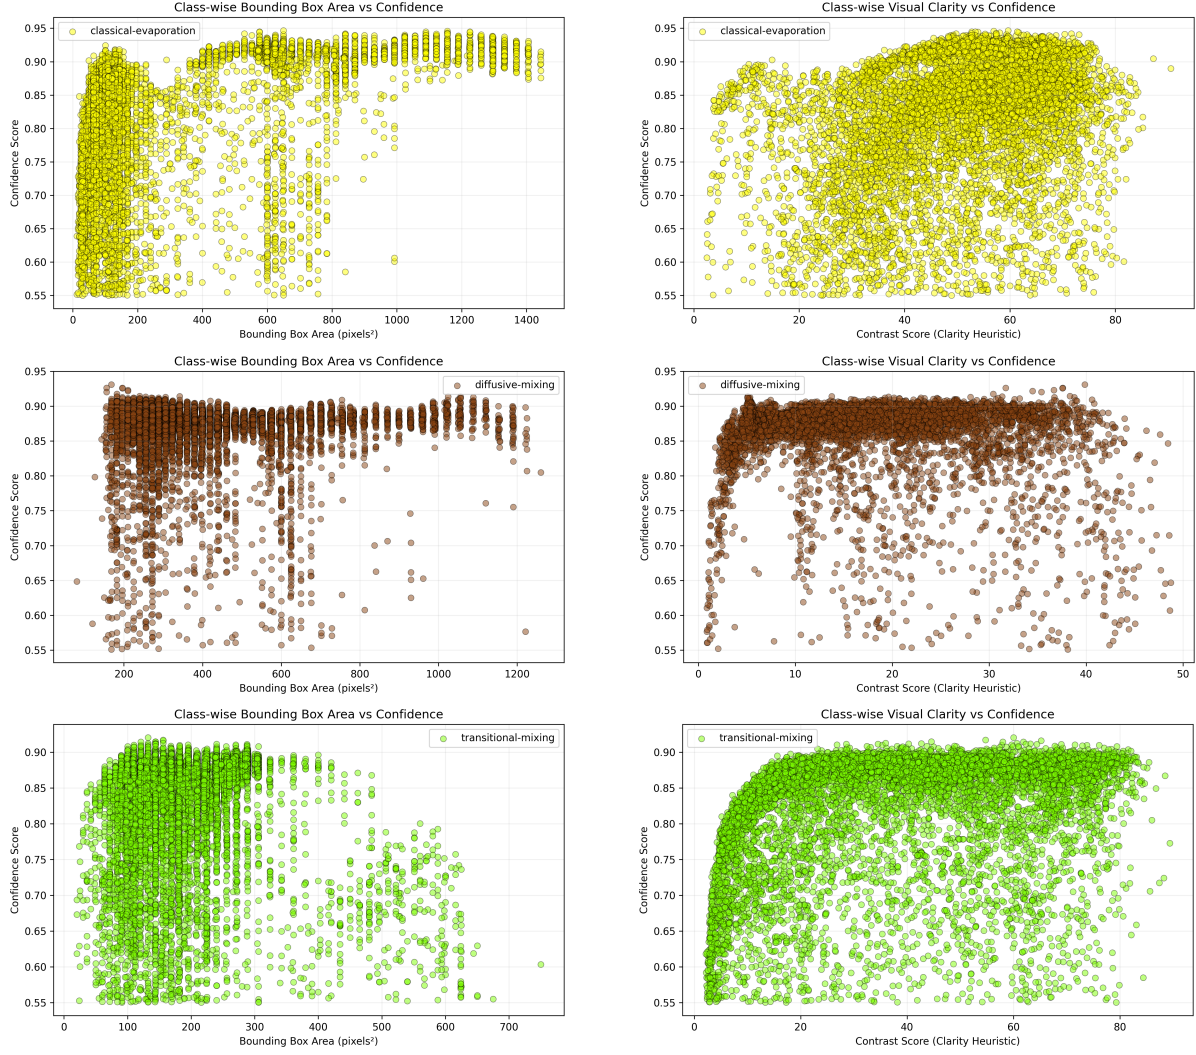 Class-wise Bounding Box Area vs Confidence
classical-evaporation
Confidence Score
0.95
0.90
0.85
0.80
0.75
0.70
0.65
0.60
0.55
0 200 400 600 800 1000 1200 1400
Bounding Box Area (pixels²)
Class-wise Visual Clarity vs Confidence
classical-evaporation
Confidence Score
0.95
0.90
0.85
0.80
0.75
0.70
0.65
0.60
0.55
0 20 40 60 80
Contrast Score (Clarity Heuristic)
Class-wise Bounding Box Area vs Confidence
diffusive-mixing
Confidence Score
0.95
0.90
0.85
0.80
0.75
0.70
0.65
0.60
0.55
200 400 600 800 1000 1200
Bounding Box Area (pixels²)
Class-wise Visual Clarity vs Confidence
diffusive-mixing
Confidence Score
0.95
0.90
0.85
0.80
0.75
0.70
0.65
0.60
0.55
0 10 20 30 40 50
Contrast Score (Clarity Heuristic)
Class-wise Bounding Box Area vs Confidence
transitional-mixing
Confidence Score
0.90
0.85
0.80
0.75
0.70
0.65
0.60
0.55
0 100 200 300 400 500 600 700
Bounding Box Area (pixels²)
Class-wise Visual Clarity vs Confidence
transitional-mixing
Confidence Score
0.90
0.85
0.80
0.75
0.70
0.65
0.60
0.55
0 20 40 60 80
Contrast Score (Clarity Heuristic)